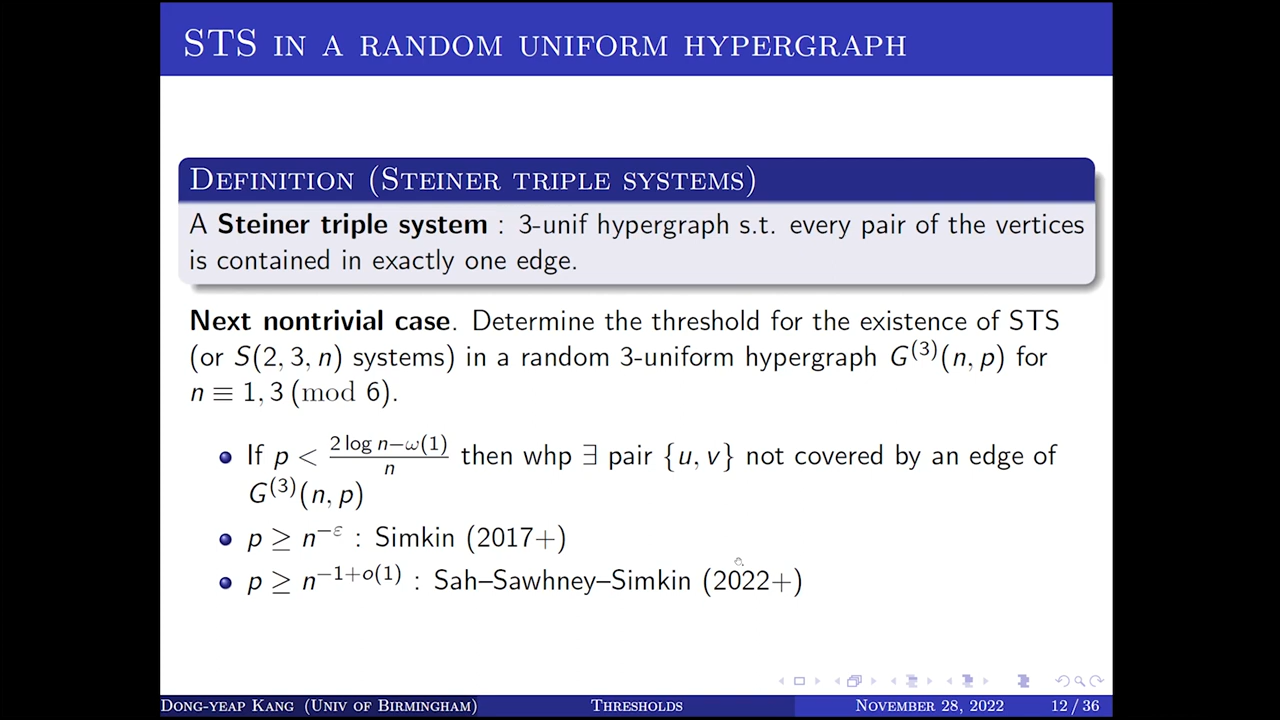 STS IN A RANDOM UNIFORM HYPERGRAPH
DEFINITION (STEINER TRIPLE SYSTEMS)
A Steiner triple system : 3-unif hypergraph s.t. every pair of the vertices
is contained in exactly one edge.
Next nontrivial case. Determine the threshold for the existence of STS
(or S(2, 3, n) systems) in a random 3-uniform hypergraph G^(3)(n, p) for
n ≡ 1, 3 (mod 6).
If p < (2 log n−ω(1))/n then whp ∃ pair {u, v} not covered by an edge of
G^(3)(n, p)
p ≥ n^−ε : Simkin (2017+)
p ≥ n^−1+o(1) : Sah–Sawhney–Simkin (2022+)
DONG-YEAP KANG (UNIV OF BIRMINGHAM) THRESHOLDS NOVEMBER 28, 2022 12 / 36